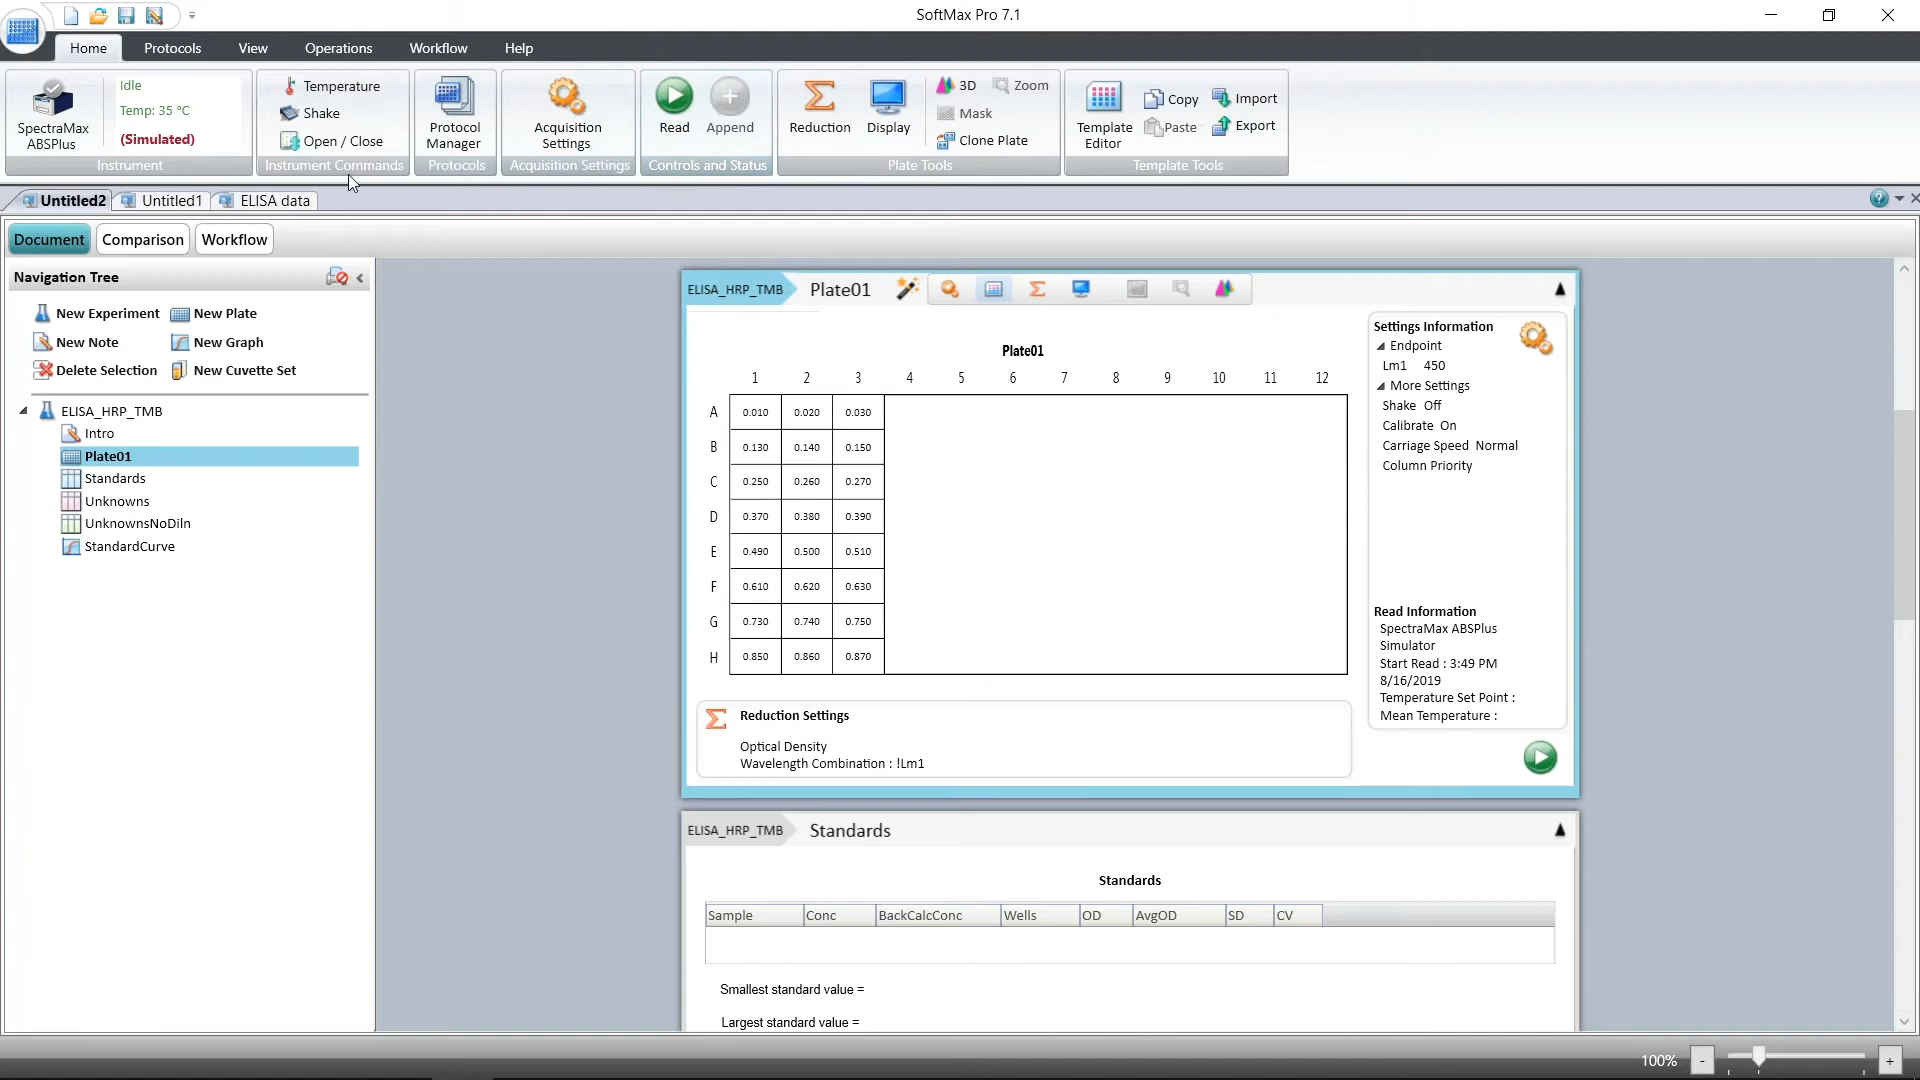 SoftMax Pro 7.1
Home Protocols View Operations Workflow Help
SpectraMax ABSPlus
Idle
Temp: 35 °C
(Simulated)
Instrument
Temperature
Shake
Open / Close
Instrument Commands
Protocol Manager
Protocols
Acquisition Settings
Acquisition Settings
Read
Append
Controls and Status
Reduction
Display
3D
Zoom
Mask
Clone Plate
Plate Tools
Template Editor
Copy
Import
Paste
Export
Template Tools
Untitled2 Untitled1 ELISA data
Document Comparison Workflow
Navigation Tree
New Experiment New Plate
New Note New Graph
Delete Selection New Cuvette Set
ELISA_HRP_TMB
Intro
Plate01
Standards
Unknowns
UnknownsNoDiln
StandardCurve
ELISA_HRP_TMB Plate01
Plate01
1 2 3 4 5 6 7 8 9 10 11 12
A 0.010 0.020 0.030
B 0.130 0.140 0.150
C 0.250 0.260 0.270
D 0.370 0.380 0.390
E 0.490 0.500 0.510
F 0.610 0.620 0.630
G 0.730 0.740 0.750
H 0.850 0.860 0.870
Reduction Settings
Optical Density
Wavelength Combination : !Lm1
Settings Information
Endpoint
Lm1 450
More Settings
Shake Off
Calibrate On
Carriage Speed Normal
Column Priority
Read Information
SpectraMax ABSPlus
Simulator
Start Read : 3:49 PM
8/16/2019
Temperature Set Point :
Mean Temperature :
ELISA_HRP_TMB Standards
Standards
Sample Conc BackCalcConc Wells OD AvgOD SD CV
Smallest standard value =
Largest standard value =
100% - +